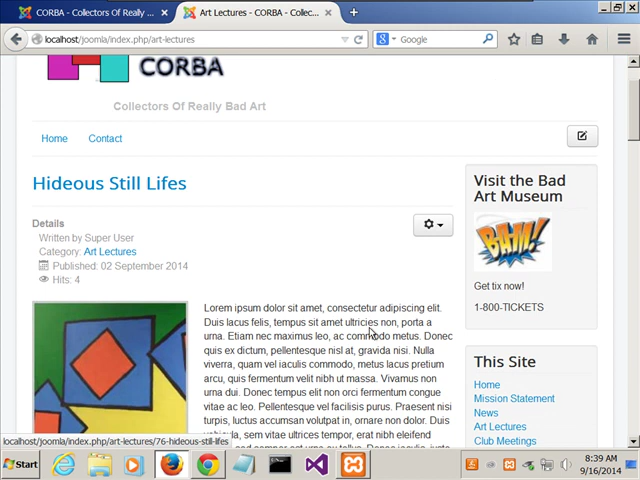 CORBA - Collectors Of Really ...
Art Lectures - CORBA - Collec...
localhost/joomla/index.php/art-lectures
Google
CORBA
Collectors Of Really Bad Art
Home
Contact
Hideous Still Lifes
Details
Written by Super User
Category: Art Lectures
Published: 02 September 2014
Hits: 4
Lorem ipsum dolor sit amet, consectetur adipiscing elit.
Duis lacus felis, tempus sit amet ultricies non, porta a
urna. Etiam nec maximus leo, ac commodo metus. Donec
quis ex dictum, pellentesque nisl at, gravida nisi. Nulla
viverra, quam vel iaculis commodo, metus lacus pretium
arcu, quis fermentum velit nibh ut massa. Vivamus non
urna dui. Donec tempus elit non orci fermentum congue
vitae ac leo. Pellentesque vel facilisis purus. Praesent nisi
turpis, luctus accumsan volutpat in, ornare non dolor. Duis
vehicula, sem vitae ultrices tempor, erat nibh eleifend
Visit the Bad
Art Museum
BAM!
Get tix now!
1-800-TICKETS
This Site
Home
Mission Statement
News
Art Lectures
Club Meetings
localhost/joomla/index.php/art-lectures/76-hideous-still-lifes
Start
8:39 AM
9/16/2014